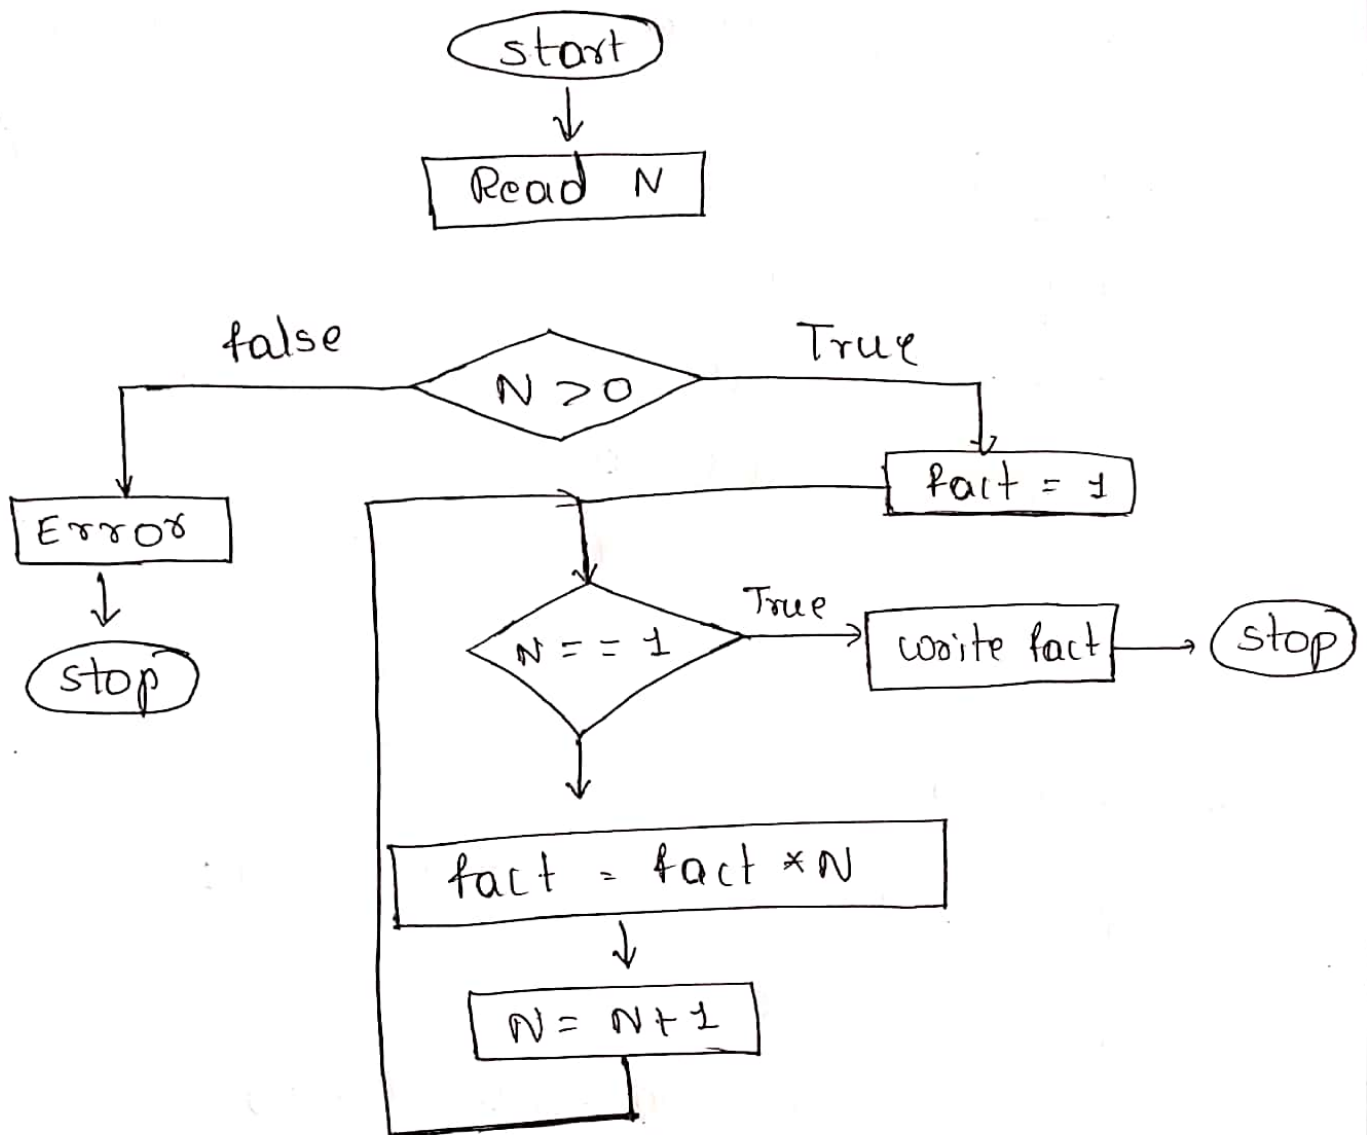 start
Read N
false
True
N > 0
fact = 1
Error
True
N = = 1
write fact
stop
stop
fact = fact * N
N = N + 1